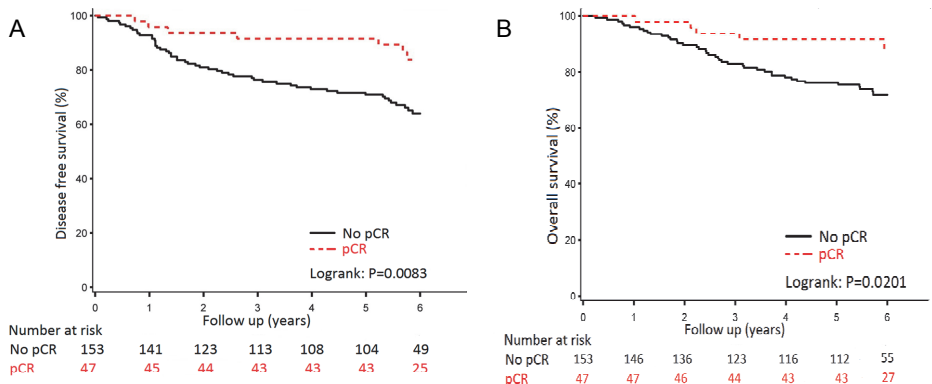 A
Disease free survival (%)
100
80
60
40
20
0
No pCR
pCR
Logrank: P=0.0083
0 1 2 3 4 5 6
Follow up (years)
Number at risk
No pCR 153 141 123 113 108 104 49
pCR 47 45 44 43 43 43 25
B
Overall survival (%)
100
80
60
40
20
0
No pCR
pCR
Logrank: P=0.0201
0 1 2 3 4 5 6
Follow up (years)
Number at risk
No pCR 153 146 136 123 116 112 55
pCR 47 47 46 44 43 43 27